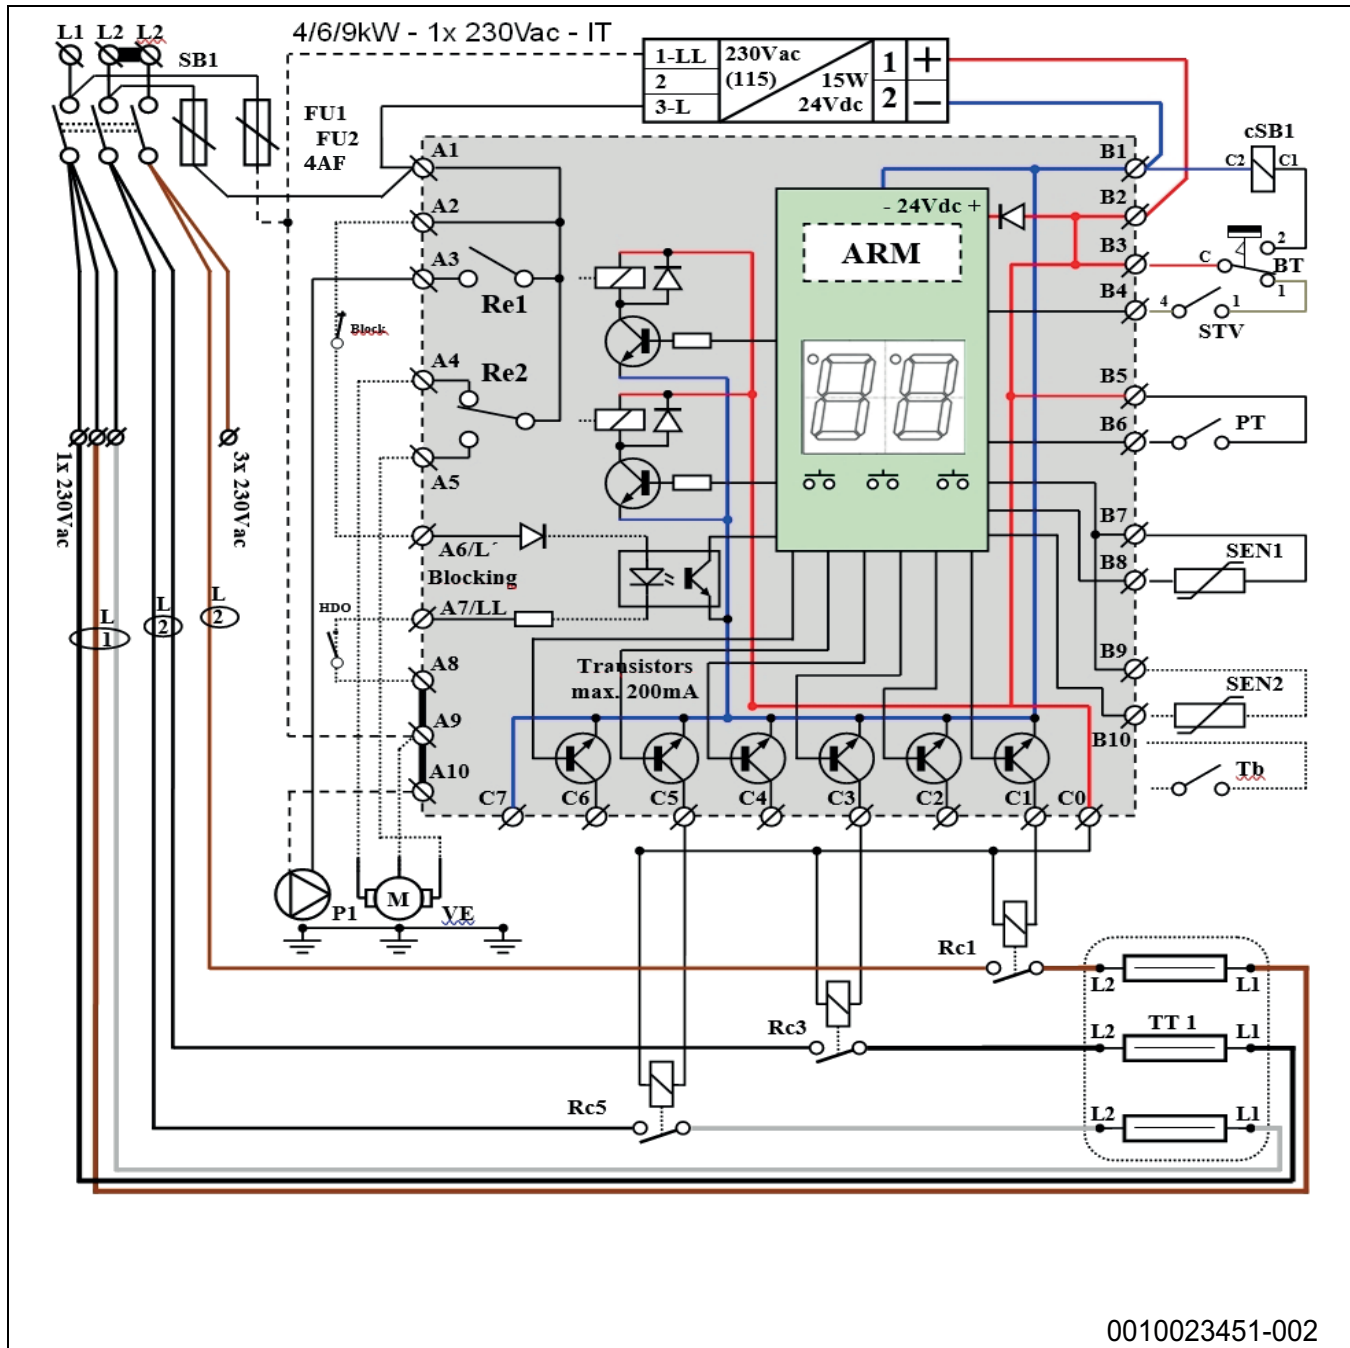 4/6/9kW - 1x 230Vac - IT
L1 L2 L2
SB1
FU1
FU2
4AF
1-LL
2
3-L
230Vac
(115)
15W
24Vdc
1 +
2 −
A1
A2
A3
Re1
A4
Re2
A5
Block
A6/L´
Blocking
HDO
A7/LL
A8
A9
A10
- 24Vdc +
ARM
B1
B2
B3
B4
B5
B6
B7
B8
B9
B10
cSB1
C2 C1
2
C BT
1
4 1
STV
PT
SEN1
SEN2
Tb
1x 230Vac
3x 230Vac
L
1
L
2
L
2
Transistors
max. 200mA
C7 C6 C5 C4 C3 C2 C1 C0
P1
M
VE
Rc1
L2 L1
Rc3
L2 TT 1 L1
Rc5
L2 L1
0010023451-002